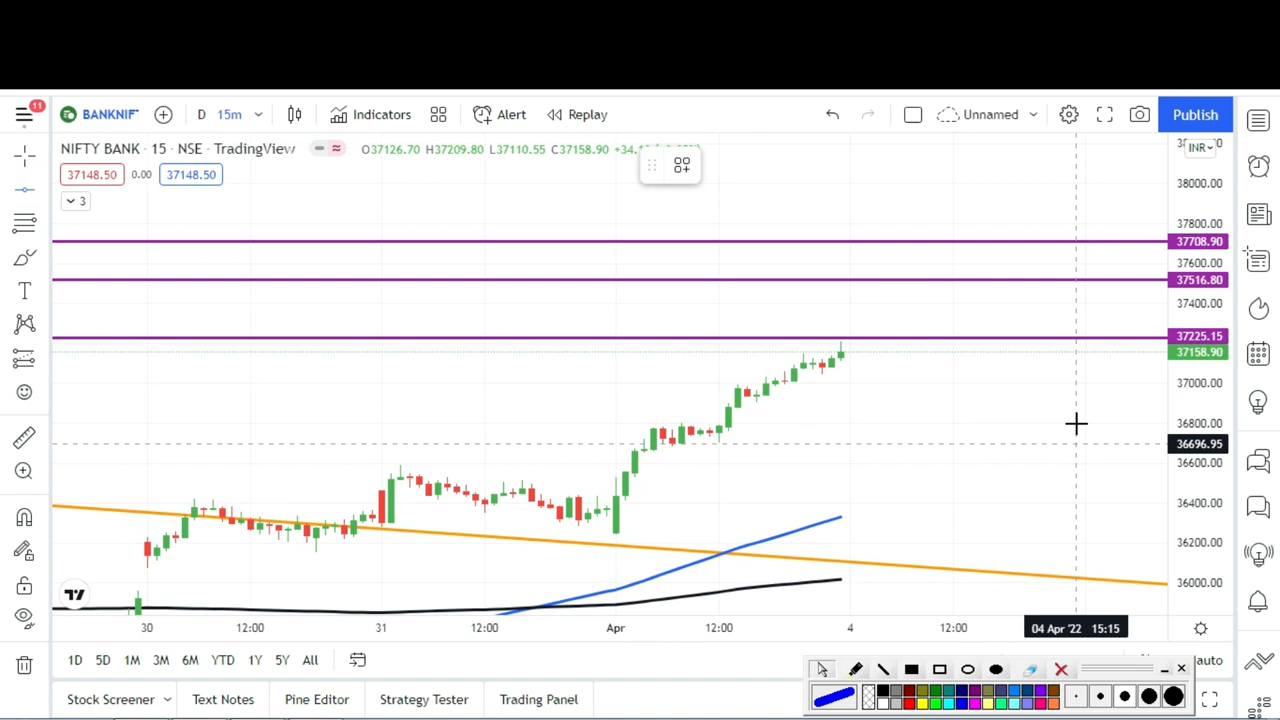 11
BANKNIF
D 15m
Indicators
Alert
Replay
Unnamed
Publish
NIFTY BANK · 15 · NSE · TradingView
O37126.70 H37209.80 L37110.55 C37158.90
INR
37148.50 0.00 37148.50
3
38000.00
37800.00
37708.90
37600.00
37516.80
37400.00
37225.15
37158.90
37000.00
36800.00
36696.95
36600.00
36400.00
36200.00
36000.00
30 12:00 31 12:00 Apr 12:00 4 12:00 04 Apr '22 15:15
1D 5D 1M 3M 6M YTD 1Y 5Y All
auto
Stock Screener Text Notes Pine Editor Strategy Tester Trading Panel